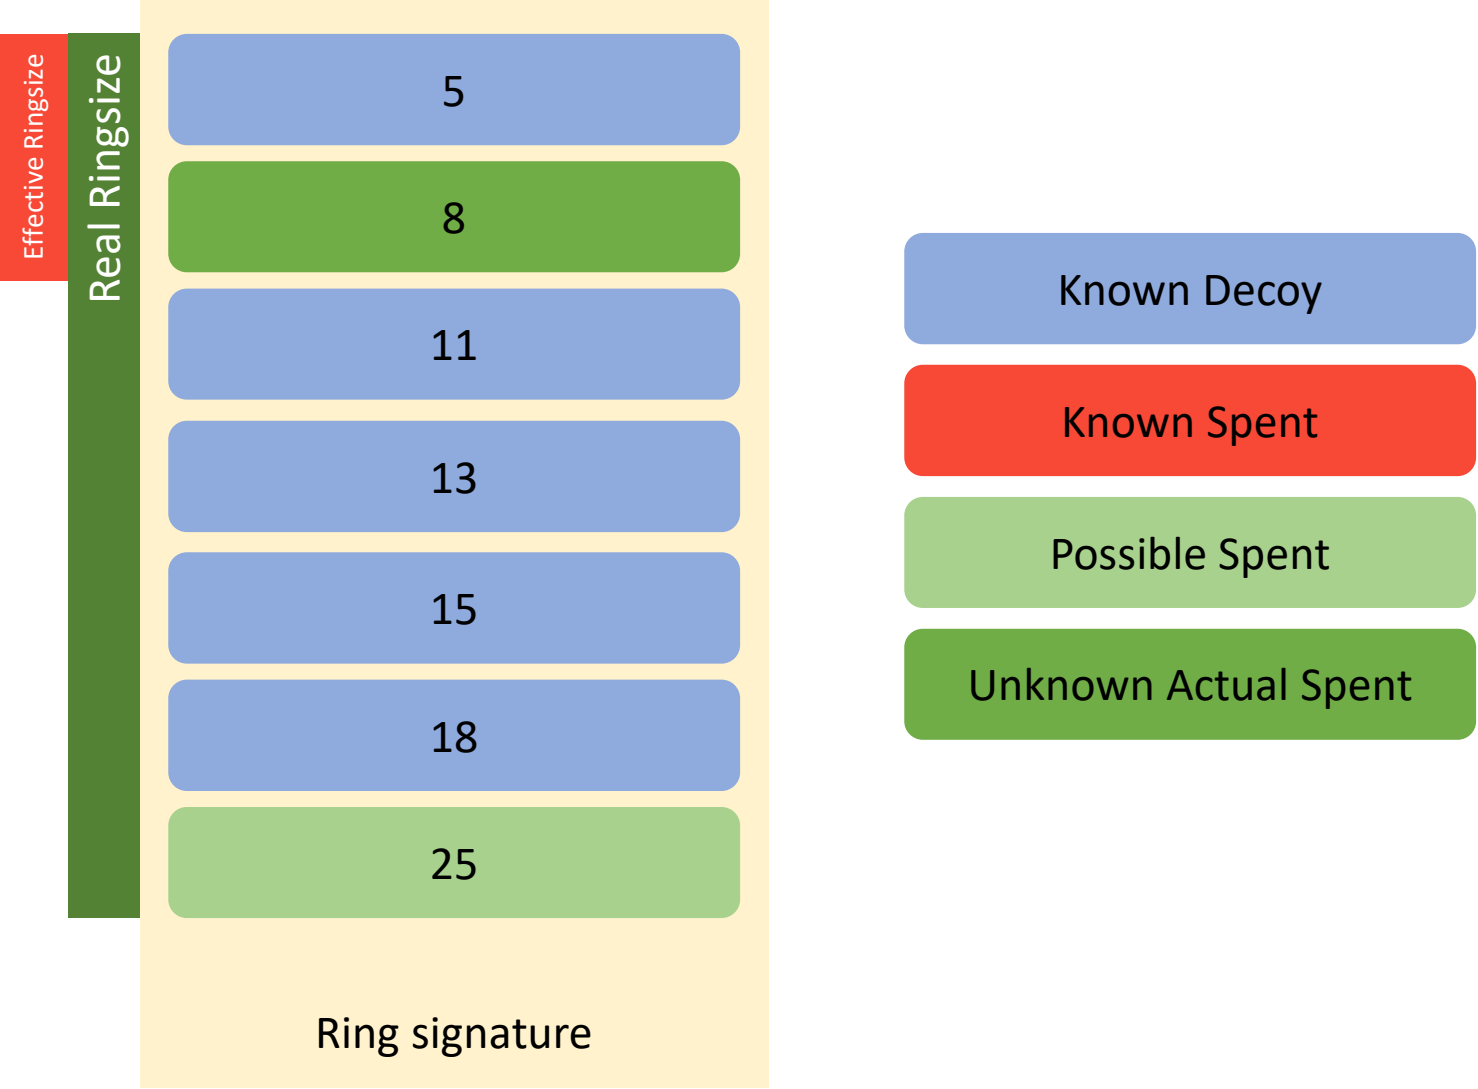 Effective Ringsize
Real Ringsize
5
8
11
13
15
18
25
Ring signature
Known Decoy
Known Spent
Possible Spent
Unknown Actual Spent